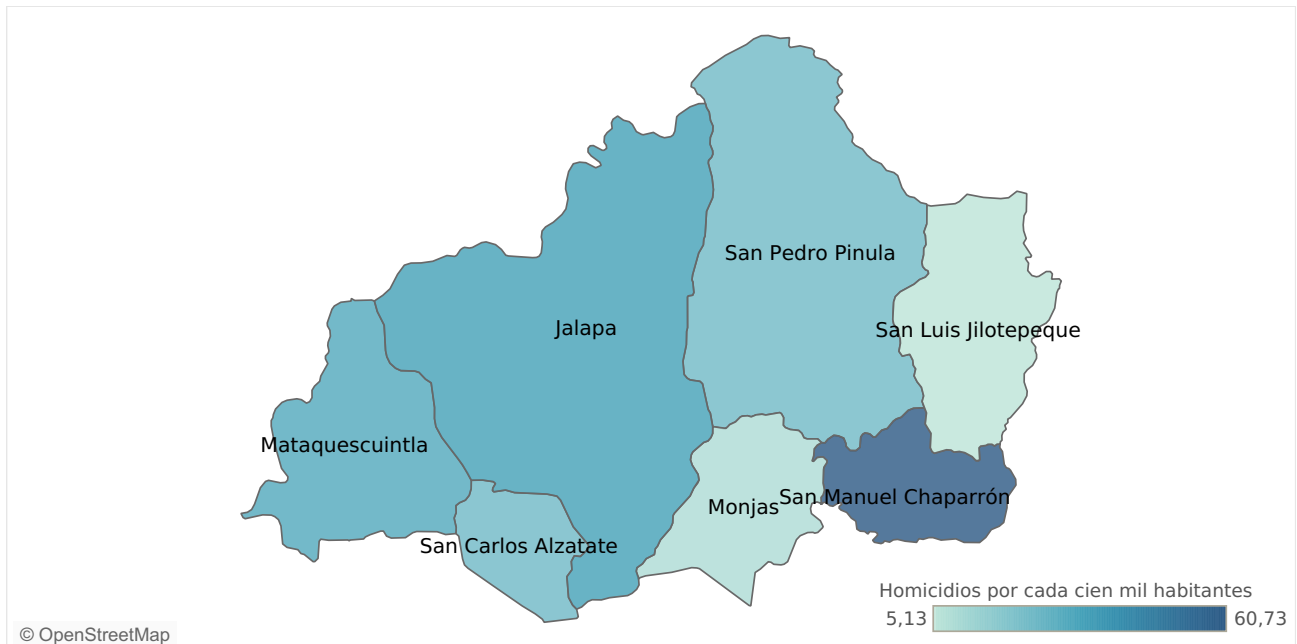 San Pedro Pinula
Jalapa
San Luis Jilotepeque
Mataquescuintla
San Manuel Chaparrón
Monjas
San Carlos Alzatate
Homicidios por cada cien mil habitantes
5,13 60,73
© OpenStreetMap